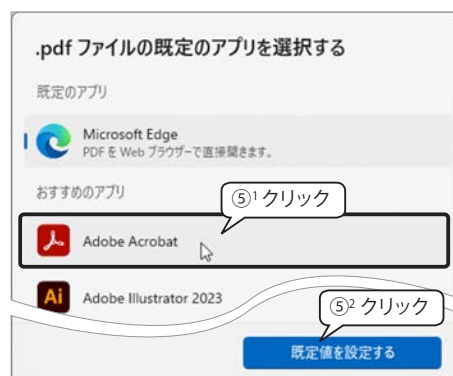 .pdf ファイルの既定のアプリを選択する
既定のアプリ
Microsoft Edge
PDF を Web ブラウザーで直接開きます。
おすすめのアプリ
⑤¹ クリック
Adobe Acrobat
Ai Adobe Illustrator 2023
⑤² クリック
既定値を設定する